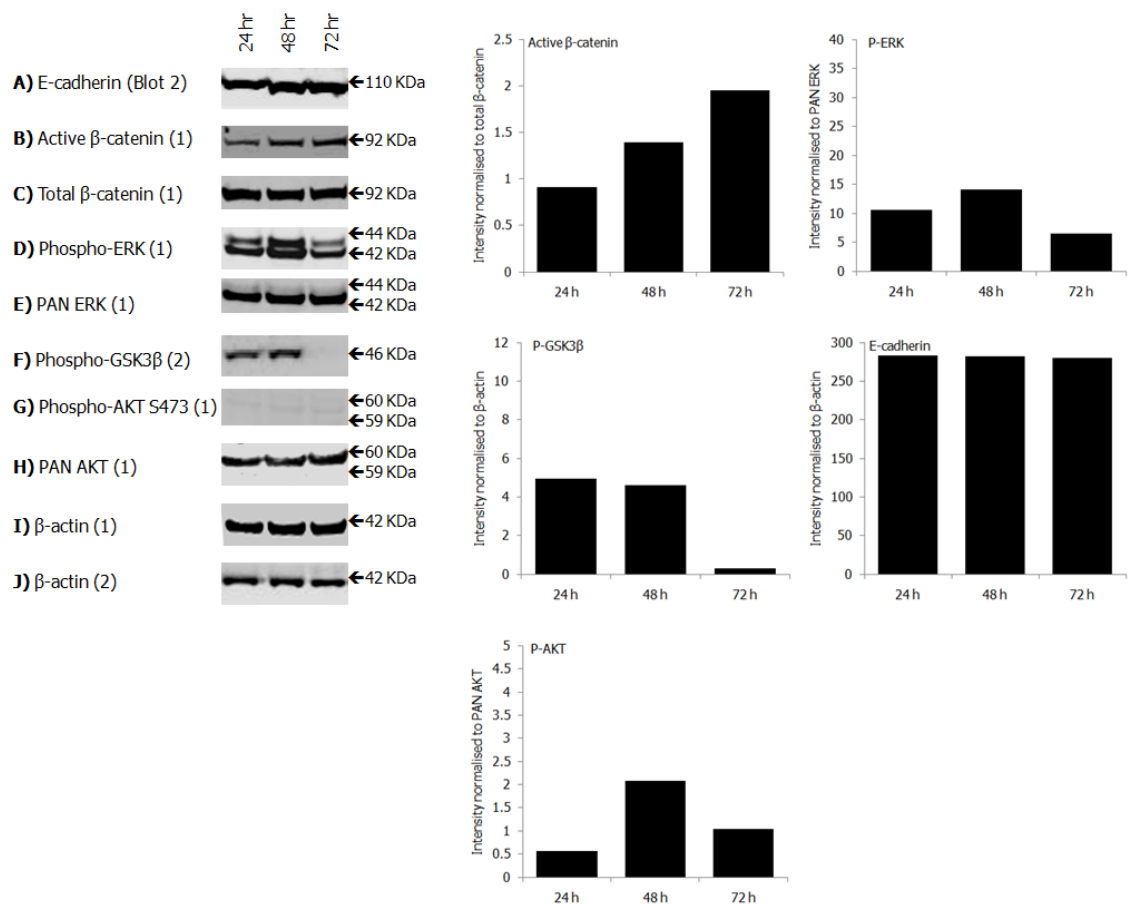 24 hr
48 hr
72 hr
A) E-cadherin (Blot 2)
110 KDa
B) Active β-catenin (1)
92 KDa
C) Total β-catenin (1)
92 KDa
D) Phospho-ERK (1)
44 KDa
42 KDa
E) PAN ERK (1)
44 KDa
42 KDa
F) Phospho-GSK3β (2)
46 KDa
G) Phospho-AKT S473 (1)
60 KDa
59 KDa
H) PAN AKT (1)
60 KDa
59 KDa
I) β-actin (1)
42 KDa
J) β-actin (2)
42 KDa
Active β-catenin
Intensity normalised to total β-catenin
2.5
2
1.5
1
0.5
0
24 h
48 h
72 h
P-ERK
Intensity normalised to PAN ERK
40
35
30
25
20
15
10
5
0
24 h
48 h
72 h
P-GSK3β
Intensity normalised to β-actin
12
10
8
6
4
2
0
24 h
48 h
72 h
E-cadherin
Intensity normalised to β-actin
300
250
200
150
100
50
0
24 h
48 h
72 h
P-AKT
Intensity normalised to PAN AKT
5
4.5
4
3.5
3
2.5
2
1.5
1
0.5
0
24 h
48 h
72 h